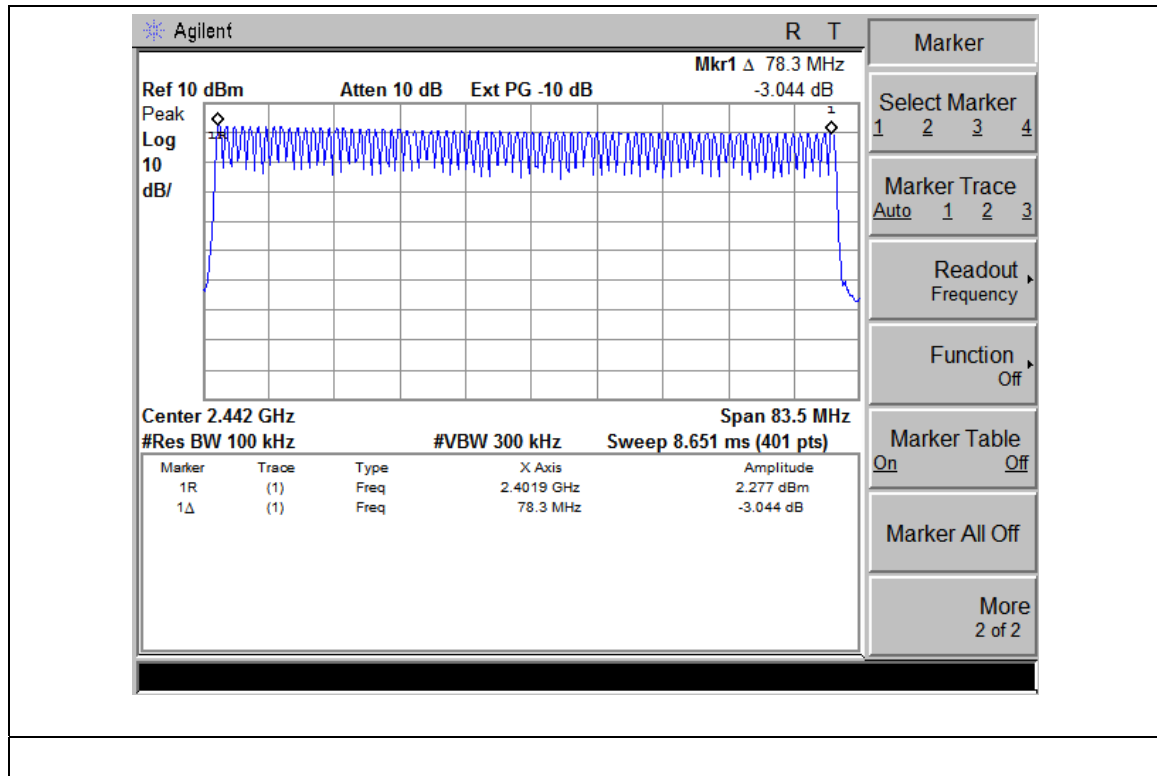 Agilent R T
Mkr1 Δ 78.3 MHz
Ref 10 dBm Atten 10 dB Ext PG -10 dB -3.044 dB
Peak
Log
10
dB/
1R
1
Center 2.442 GHz Span 83.5 MHz
#Res BW 100 kHz #VBW 300 kHz Sweep 8.651 ms (401 pts)
Marker Trace Type X Axis Amplitude
1R (1) Freq 2.4019 GHz 2.277 dBm
1Δ (1) Freq 78.3 MHz -3.044 dB
Marker
Select Marker
1 2 3 4
Marker Trace
Auto 1 2 3
Readout
Frequency
Function
Off
Marker Table
On Off
Marker All Off
More
2 of 2